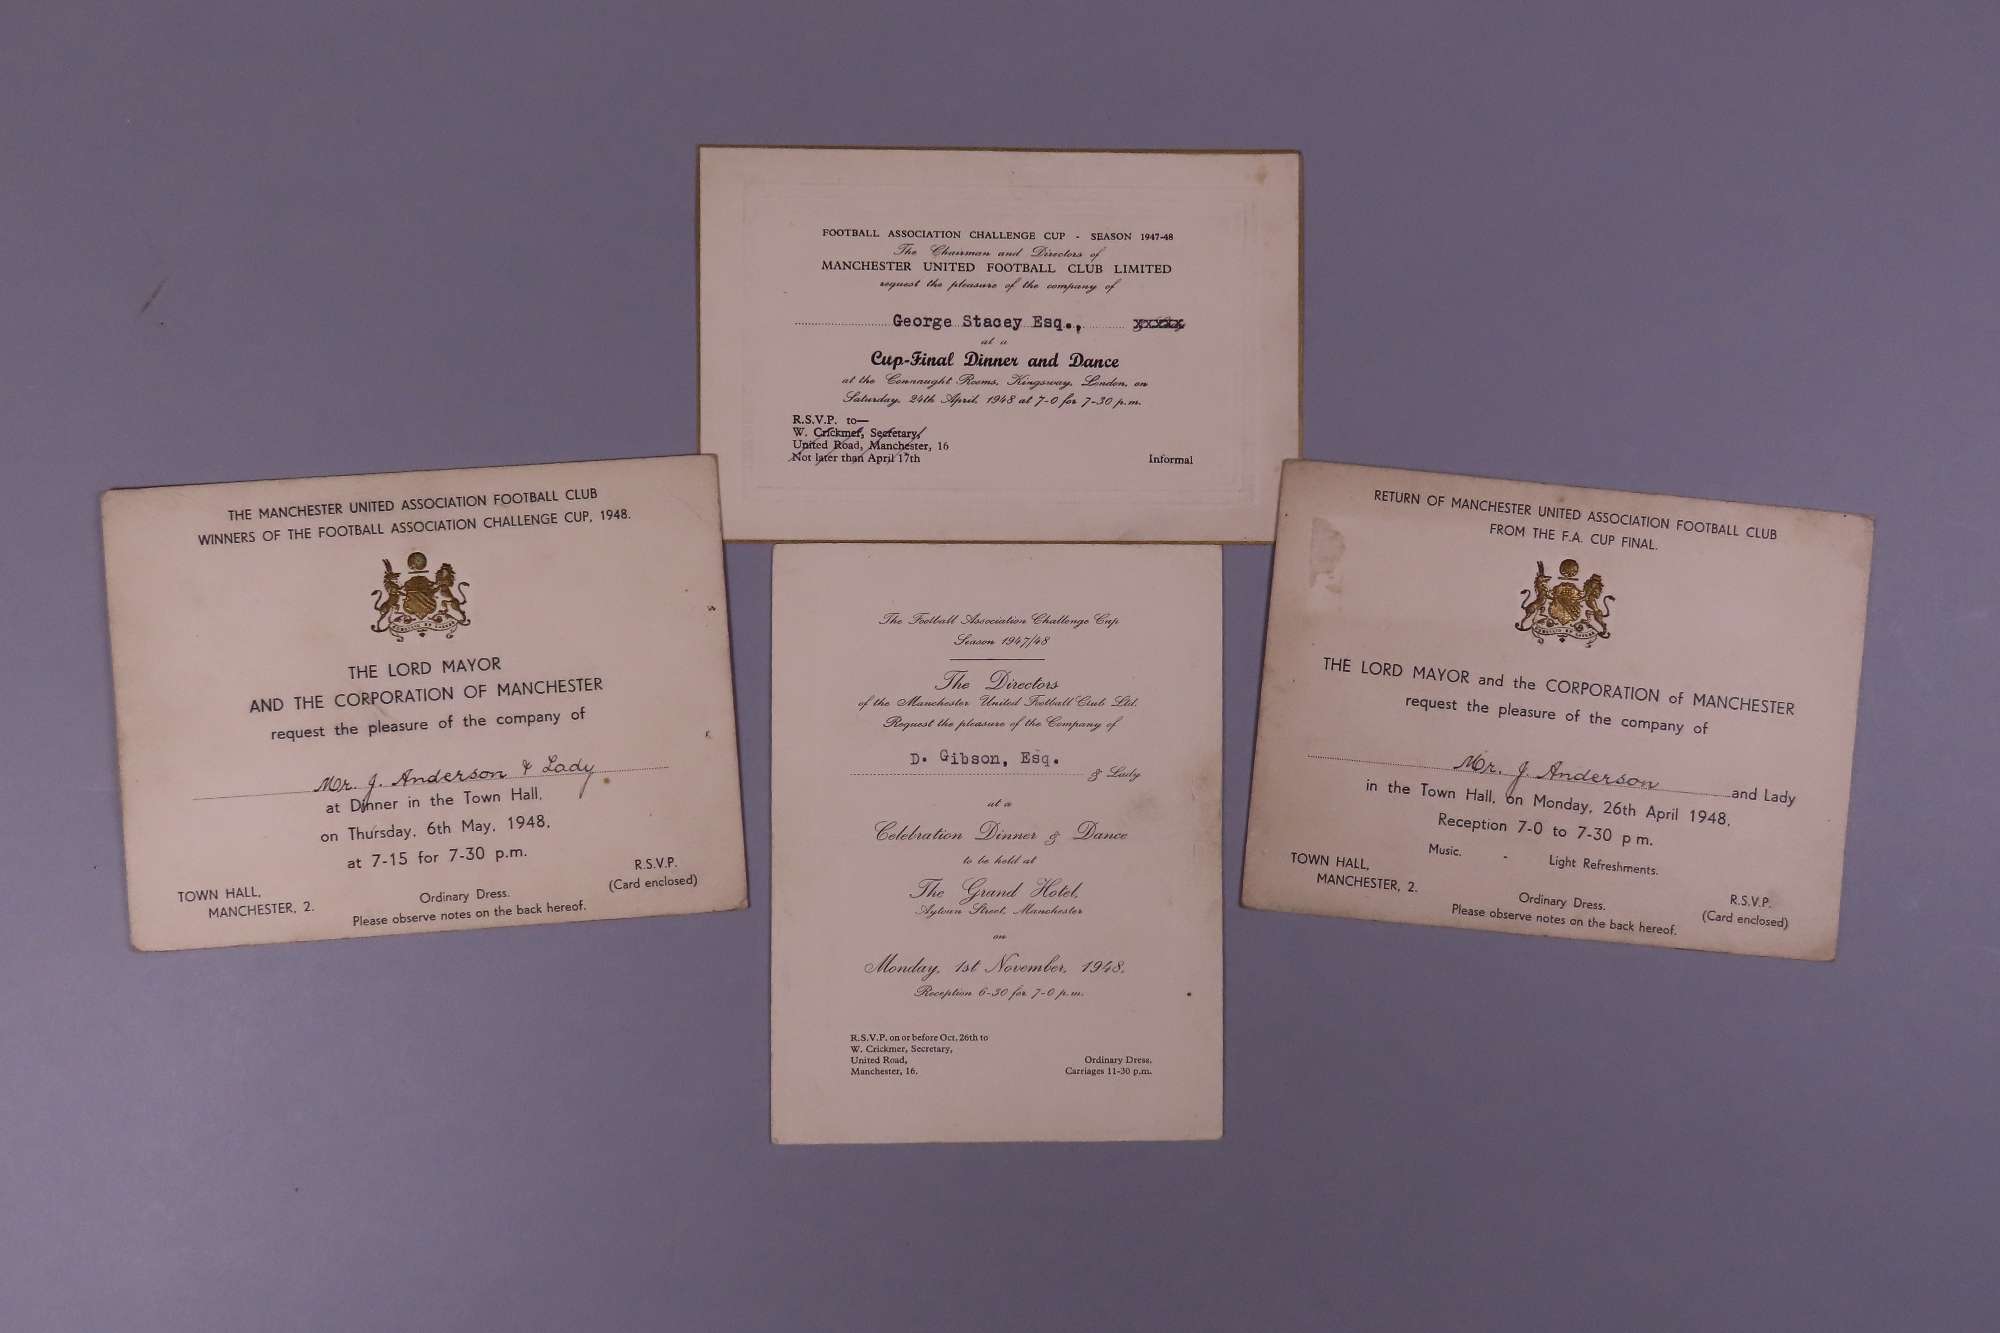 FOOTBALL ASSOCIATION CHALLENGE CUP - SEASON 1947-48
The Chairman and Directors of
MANCHESTER UNITED FOOTBALL CLUB LIMITED
request the pleasure of the company of
George Stacey Esq.,
at a
Cup-Final Dinner and Dance
at the Connaught Rooms, Kingsway, London, on
Saturday, 24th April, 1948 at 7-0 for 7-30 p.m.
R.S.V.P. to—
W. Crickmer, Secretary,
United Road, Manchester, 16
Not later than April 17th
Informal
THE MANCHESTER UNITED ASSOCIATION FOOTBALL CLUB
WINNERS OF THE FOOTBALL ASSOCIATION CHALLENGE CUP, 1948.
THE LORD MAYOR
AND THE CORPORATION OF MANCHESTER
request the pleasure of the company of
Mr. J. Anderson & Lady
at Dinner in the Town Hall,
on Thursday, 6th May, 1948,
at 7-15 for 7-30 p.m.
TOWN HALL,
MANCHESTER, 2.
Ordinary Dress.
Please observe notes on the back hereof.
R.S.V.P.
(Card enclosed)
The Football Association Challenge Cup
Season 1947/48
The Directors
of the Manchester United Football Club Ltd.
Request the pleasure of the Company of
D. Gibson, Esq.
& Lady
at a
Celebration Dinner & Dance
to be held at
The Grand Hotel,
Aytoun Street, Manchester
on
Monday, 1st November, 1948,
Reception 6-30 for 7-0 p.m.
R.S.V.P. on or before Oct. 26th to
W. Crickmer, Secretary,
United Road,
Manchester, 16.
Ordinary Dress.
Carriages 11-30 p.m.
RETURN OF MANCHESTER UNITED ASSOCIATION FOOTBALL CLUB
FROM THE F.A. CUP FINAL.
THE LORD MAYOR and the CORPORATION of MANCHESTER
request the pleasure of the company of
Mr. J. Anderson and Lady
in the Town Hall, on Monday, 26th April 1948.
Reception 7-0 to 7-30 p m.
Music. - Light Refreshments.
TOWN HALL,
MANCHESTER, 2.
Ordinary Dress.
Please observe notes on the back hereof.
R.S.V.P.
(Card enclosed)